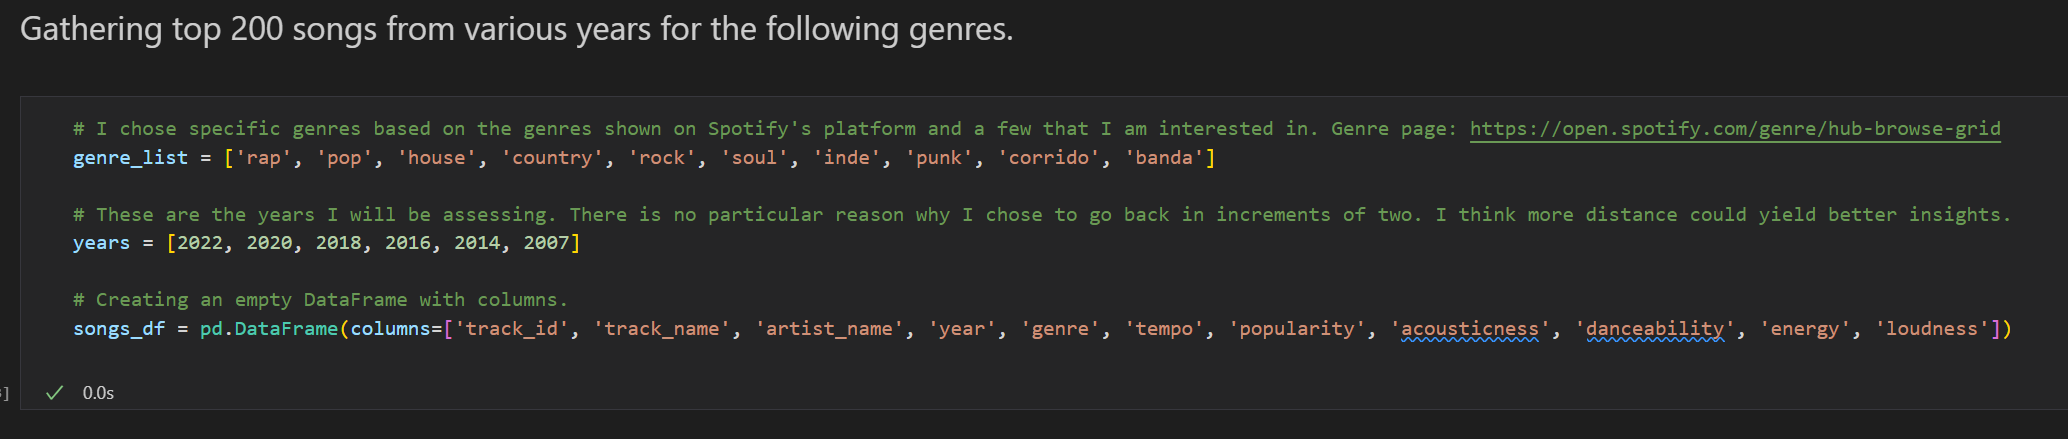 Gathering top 200 songs from various years for the following genres.
# I chose specific genres based on the genres shown on Spotify's platform and a few that I am interested in. Genre page: https://open.spotify.com/genre/hub-browse-grid
genre_list = ['rap', 'pop', 'house', 'country', 'rock', 'soul', 'inde', 'punk', 'corrido', 'banda']
# These are the years I will be assessing. There is no particular reason why I chose to go back in increments of two. I think more distance could yield better insights.
years = [2022, 2020, 2018, 2016, 2014, 2007]
# Creating an empty DataFrame with columns.
songs_df = pd.DataFrame(columns=['track_id', 'track_name', 'artist_name', 'year', 'genre', 'tempo', 'popularity', 'acousticness', 'danceability', 'energy', 'loudness'])
] ✓ 0.0s